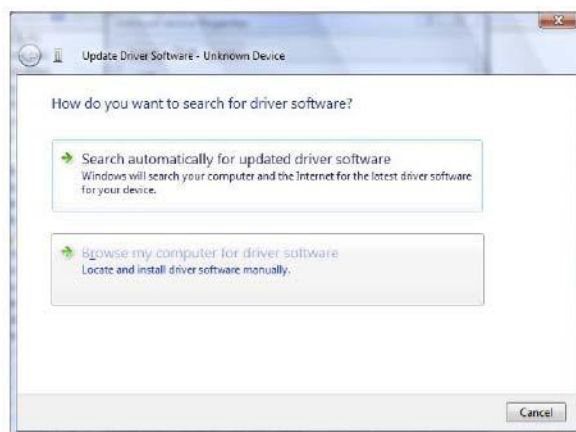 Update Driver Software - Unknown Device
How do you want to search for driver software?
Search automatically for updated driver software
Windows will search your computer and the Internet for the latest driver software
for your device.
Browse my computer for driver software
Locate and install driver software manually.
Cancel